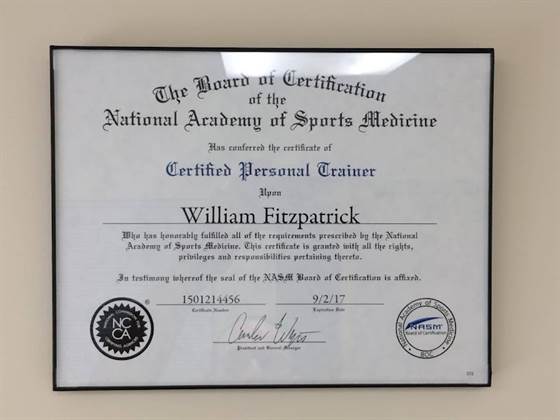 The Board of Certification
of the
National Academy of Sports Medicine
Has conferred the certificate of
Certified Personal Trainer
Upon
William Fitzpatrick
Who has honorably fulfilled all of the requirements prescribed by the National
Academy of Sports Medicine. This certificate is granted with all the rights,
privileges and responsibilities pertaining thereto.
In testimony whereof the seal of the NASM Board of Certification is affixed.
1501214456 9/2/17
Certificate Number Expiration Date
NCCA
®
President and General Manager
National Academy of Sports Medicine
NASM
Board of Certification
BOC